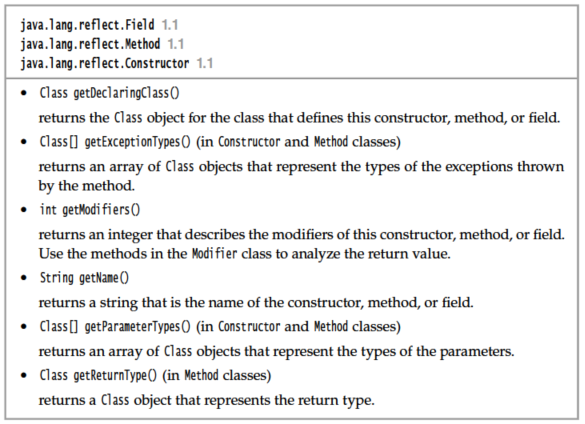 java.lang.reflect.Field 1.1
java.lang.reflect.Method 1.1
java.lang.reflect.Constructor 1.1
• Class getDeclaringClass()
returns the Class object for the class that defines this constructor, method, or field.
• Class[] getExceptionTypes() (in Constructor and Method classes)
returns an array of Class objects that represent the types of the exceptions thrown
by the method.
• int getModifiers()
returns an integer that describes the modifiers of this constructor, method, or field.
Use the methods in the Modifier class to analyze the return value.
• String getName()
returns a string that is the name of the constructor, method, or field.
• Class[] getParameterTypes() (in Constructor and Method classes)
returns an array of Class objects that represent the types of the parameters.
• Class getReturnType() (in Method classes)
returns a Class object that represents the return type.